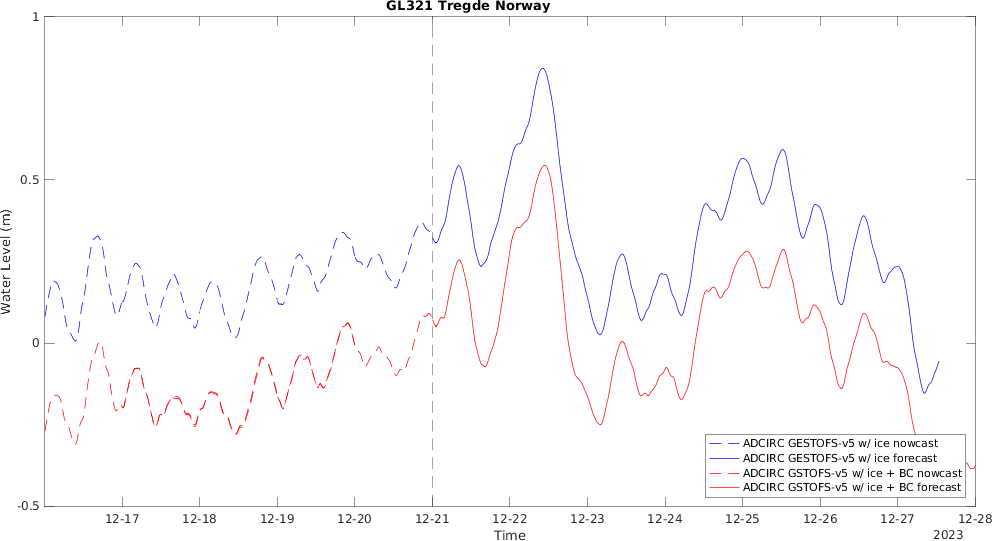 GL321 Tregde Norway
1
0.5
0
-0.5
Water Level (m)
12-17 12-18 12-19 12-20 12-21 12-22 12-23 12-24 12-25 12-26 12-27 12-28
Time
2023
ADCIRC GESTOFS-v5 w/ ice nowcast
ADCIRC GESTOFS-v5 w/ ice forecast
ADCIRC GSTOFS-v5 w/ ice + BC nowcast
ADCIRC GSTOFS-v5 w/ ice + BC forecast